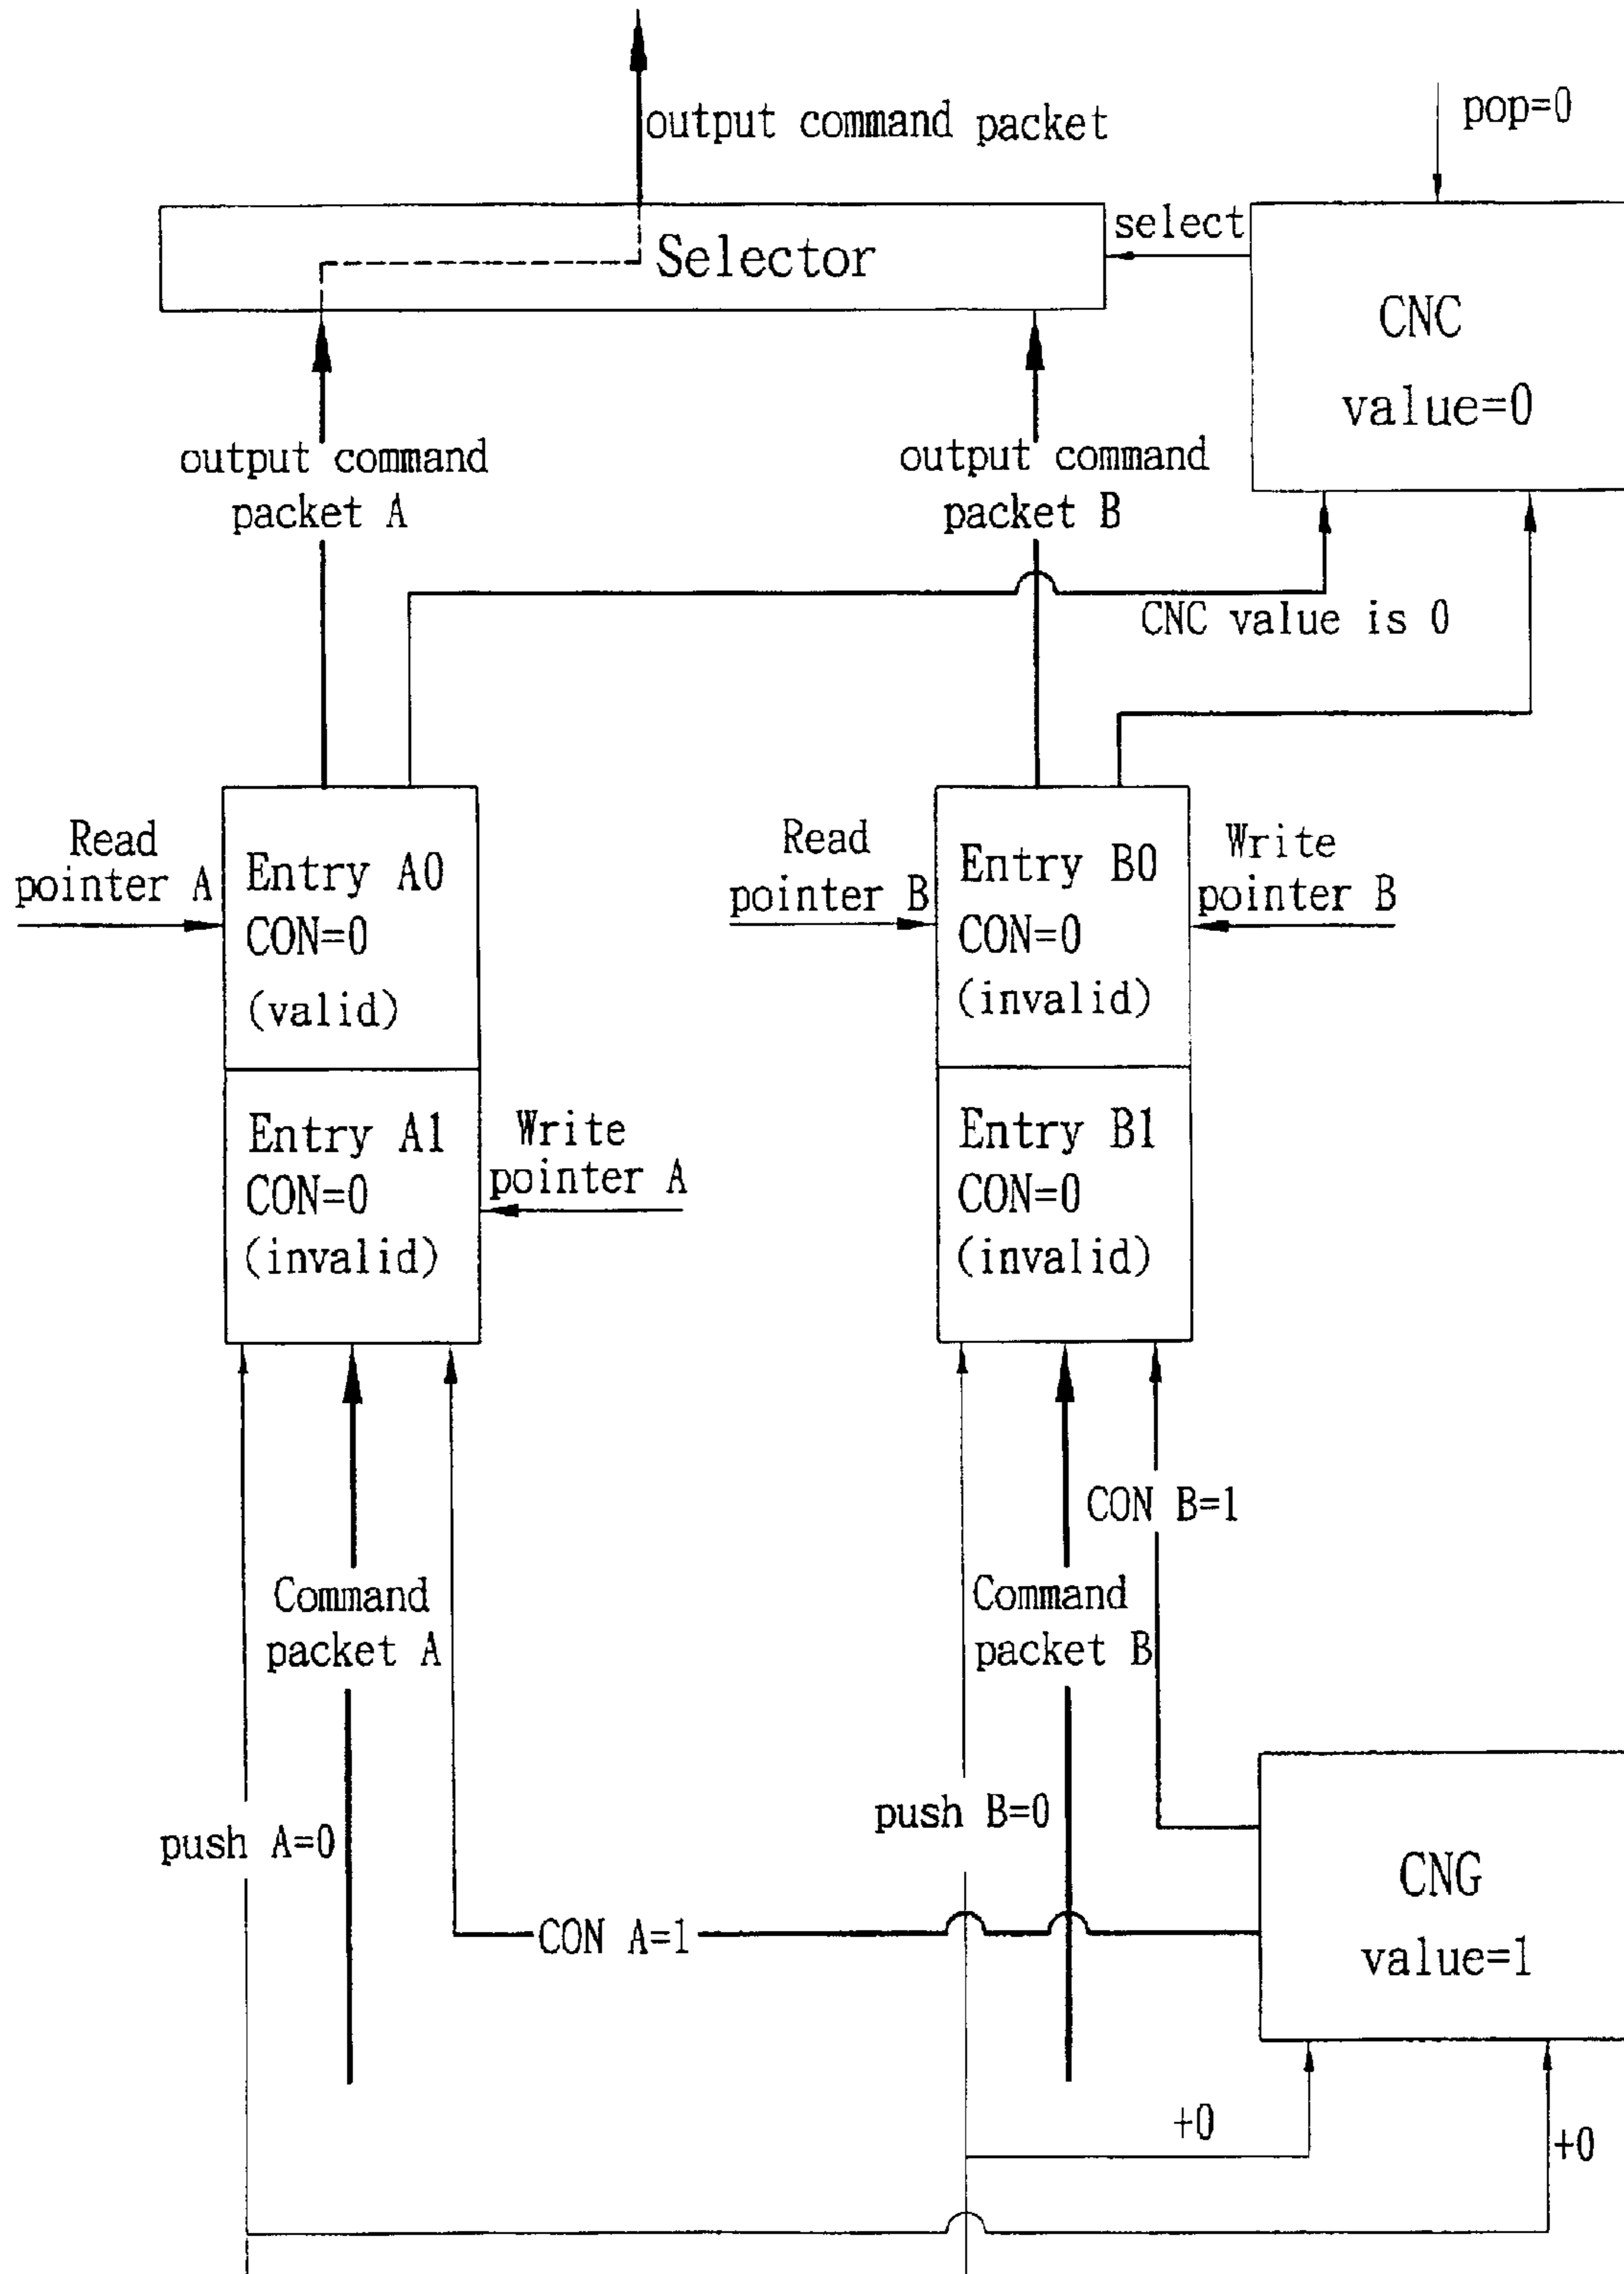 output command packet
pop=0
select
Selector
CNC
value=0
output command
packet A
output command
packet B
CNC value is 0
Read
pointer A
Entry A0
CON=0
(valid)
Read
pointer B
Entry B0
CON=0
(invalid)
Write
pointer B
Entry A1
CON=0
(invalid)
Write
pointer A
Entry B1
CON=0
(invalid)
CON B=1
Command
packet A
Command
packet B
push A=0
push B=0
CNG
value=1
CON A=1
+0
+0